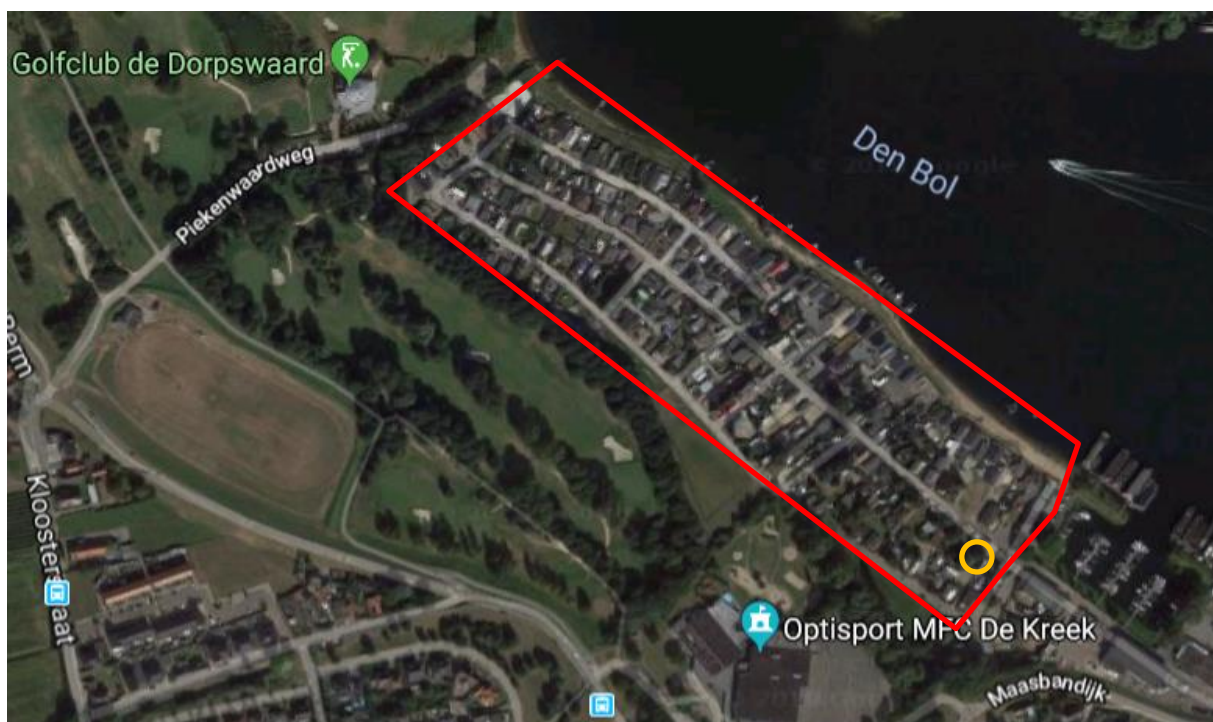 Golfclub de Dorpswaard
Den Bol
Piekenwaardweg
Berm
Kloosterstraat
Optisport MFC De Kreek
Maasbandijk